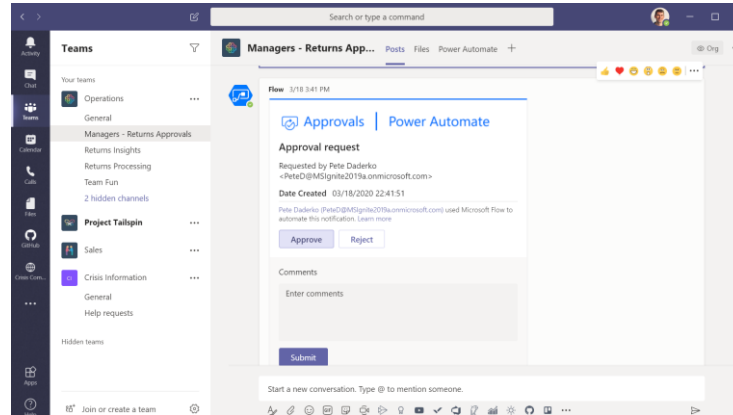 Search or type a command
Activity
Chat
Teams
Calendar
Calls
Files
GitHub
Crisis Com...
Apps
Teams
Your teams
Operations
General
Managers - Returns Approvals
Returns Insights
Returns Processing
Team Fun
2 hidden channels
Project Tailspin
Sales
Crisis Information
General
Help requests
Hidden teams
Join or create a team
Managers - Returns App... Posts Files Power Automate
Org
Flow 3/18 3:41 PM
Approvals | Power Automate
Approval request
Requested by Pete Daderko
<PeteD@MSIgnite2019a.onmicrosoft.com>
Date Created 03/18/2020 22:41:51
Pete Daderko (PeteD@MSIgnite2019a.onmicrosoft.com) used Microsoft Flow to
automate this notification. Learn more
Approve Reject
Comments
Enter comments
Submit
Start a new conversation. Type @ to mention someone.
GIF